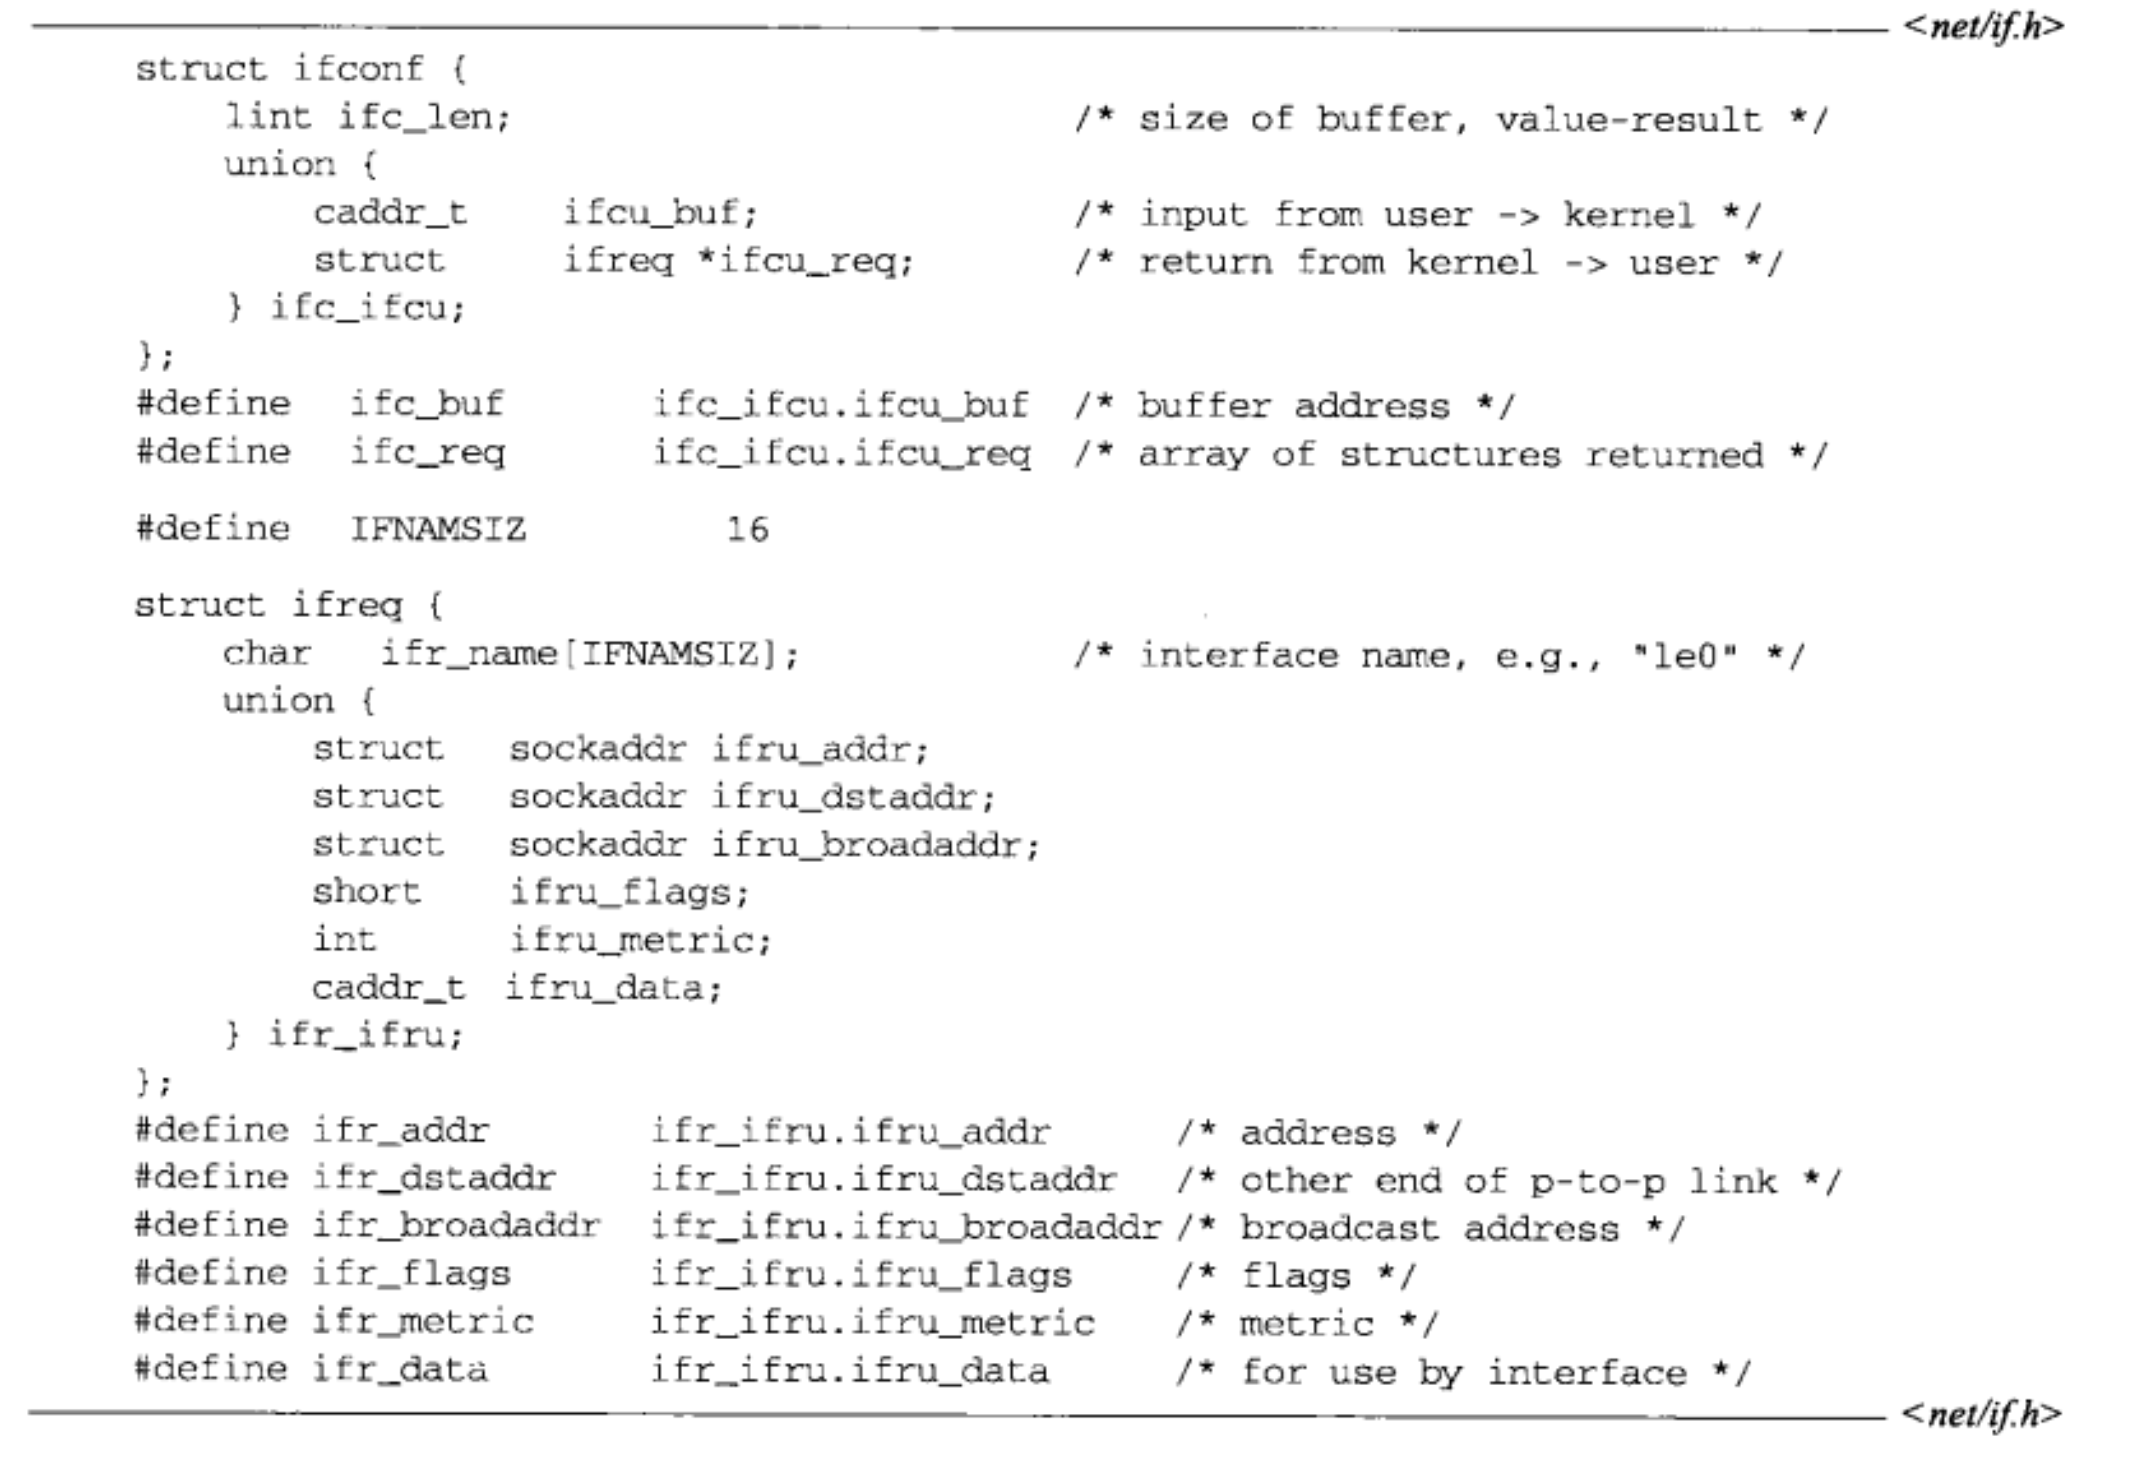 <net/if.h>
struct ifconf {
    lint ifc_len;                         /* size of buffer, value-result */
    union {
        caddr_t    ifcu_buf;              /* input from user -> kernel */
        struct     ifreq *ifcu_req;       /* return from kernel -> user */
    } ifc_ifcu;
};
#define  ifc_buf       ifc_ifcu.ifcu_buf  /* buffer address */
#define  ifc_req       ifc_ifcu.ifcu_req  /* array of structures returned */
#define  IFNAMSIZ          16
struct ifreq {
    char   ifr_name[IFNAMSIZ];            /* interface name, e.g., "le0" */
    union {
        struct   sockaddr ifru_addr;
        struct   sockaddr ifru_dstaddr;
        struct   sockaddr ifru_broadaddr;
        short    ifru_flags;
        int      ifru_metric;
        caddr_t  ifru_data;
    } ifr_ifru;
};
#define ifr_addr       ifr_ifru.ifru_addr      /* address */
#define ifr_dstaddr    ifr_ifru.ifru_dstaddr   /* other end of p-to-p link */
#define ifr_broadaddr  ifr_ifru.ifru_broadaddr /* broadcast address */
#define ifr_flags      ifr_ifru.ifru_flags     /* flags */
#define ifr_metric     ifr_ifru.ifru_metric    /* metric */
#define ifr_data       ifr_ifru.ifru_data      /* for use by interface */
<net/if.h>